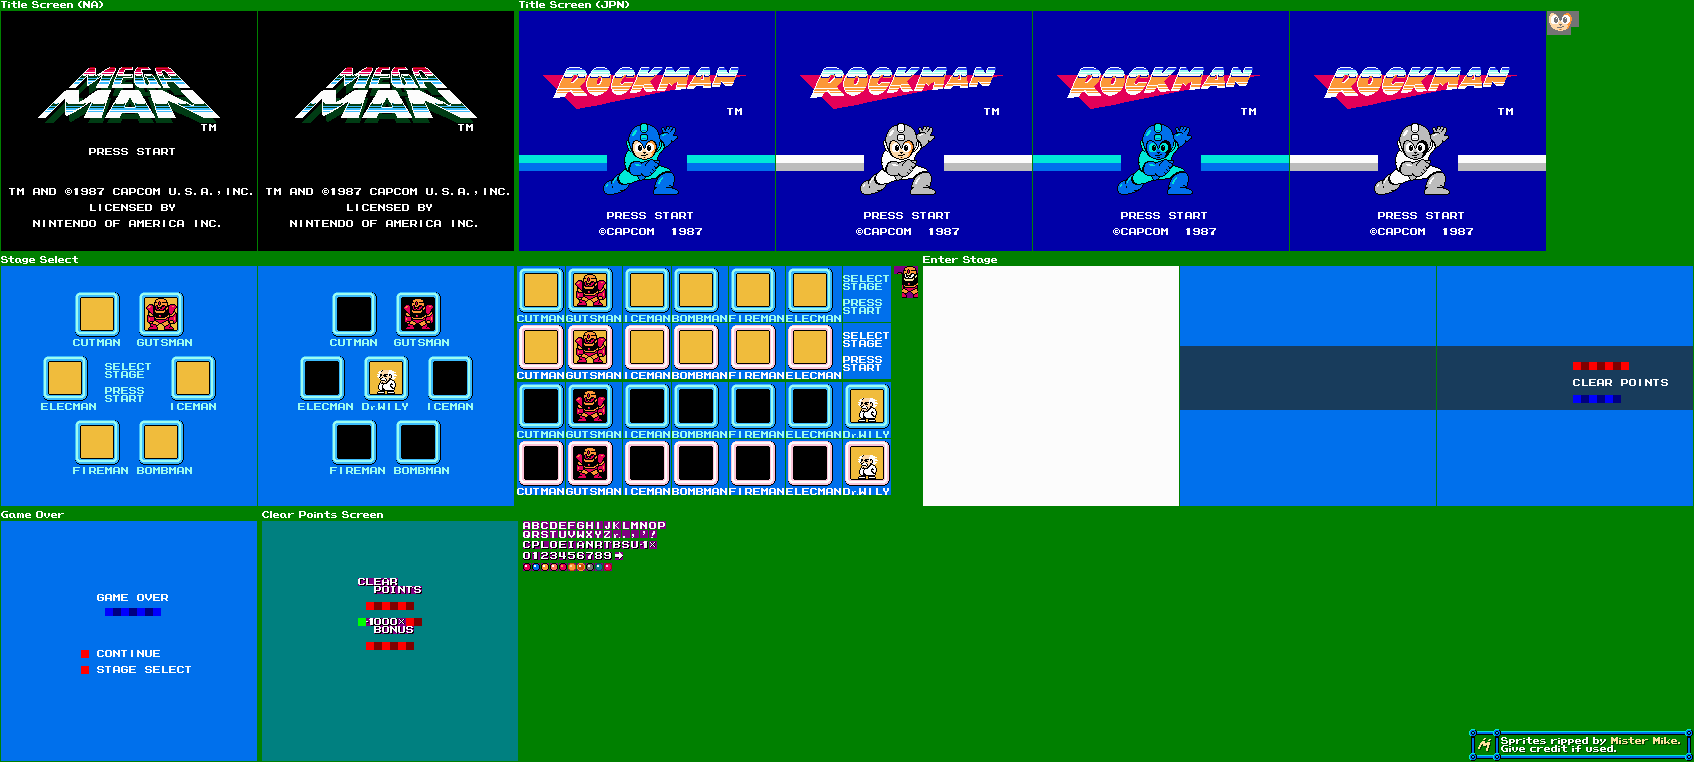 Title Screen (NA)
MEGA
MAN
TM
PRESS START
TM AND ©1987 CAPCOM U.S.A.,INC.
LICENSED BY
NINTENDO OF AMERICA INC.
MEGA
MAN
TM
TM AND ©1987 CAPCOM U.S.A.,INC.
LICENSED BY
NINTENDO OF AMERICA INC.
Title Screen (JPN)
ROCKMAN
TM
PRESS START
©CAPCOM 1987
ROCKMAN
TM
PRESS START
©CAPCOM 1987
ROCKMAN
TM
PRESS START
©CAPCOM 1987
ROCKMAN
TM
PRESS START
©CAPCOM 1987
Stage Select
CUTMAN GUTSMAN
SELECT
STAGE
PRESS
START
ELECMAN ICEMAN
FIREMAN BOMBMAN
CUTMAN GUTSMAN
ELECMAN Dr.WILY ICEMAN
FIREMAN BOMBMAN
SELECT
STAGE
PRESS
START
CUTMAN GUTSMAN ICEMAN BOMBMAN FIREMAN ELECMAN
SELECT
STAGE
PRESS
START
CUTMAN GUTSMAN ICEMAN BOMBMAN FIREMAN ELECMAN
CUTMAN GUTSMAN ICEMAN BOMBMAN FIREMAN ELECMAN Dr.WILY
CUTMAN GUTSMAN ICEMAN BOMBMAN FIREMAN ELECMAN Dr.WILY
Enter Stage
CLEAR POINTS
Game Over
GAME OVER
CONTINUE
STAGE SELECT
Clear Points Screen
CLEAR
POINTS
1000×
BONUS
ABCDEFGHIJKLMNOP
QRSTUVWXYZr.,'!?
CPLOEIANRTBSU-1×
0123456789→
Sprites ripped by Mister Mike.
Give credit if used.